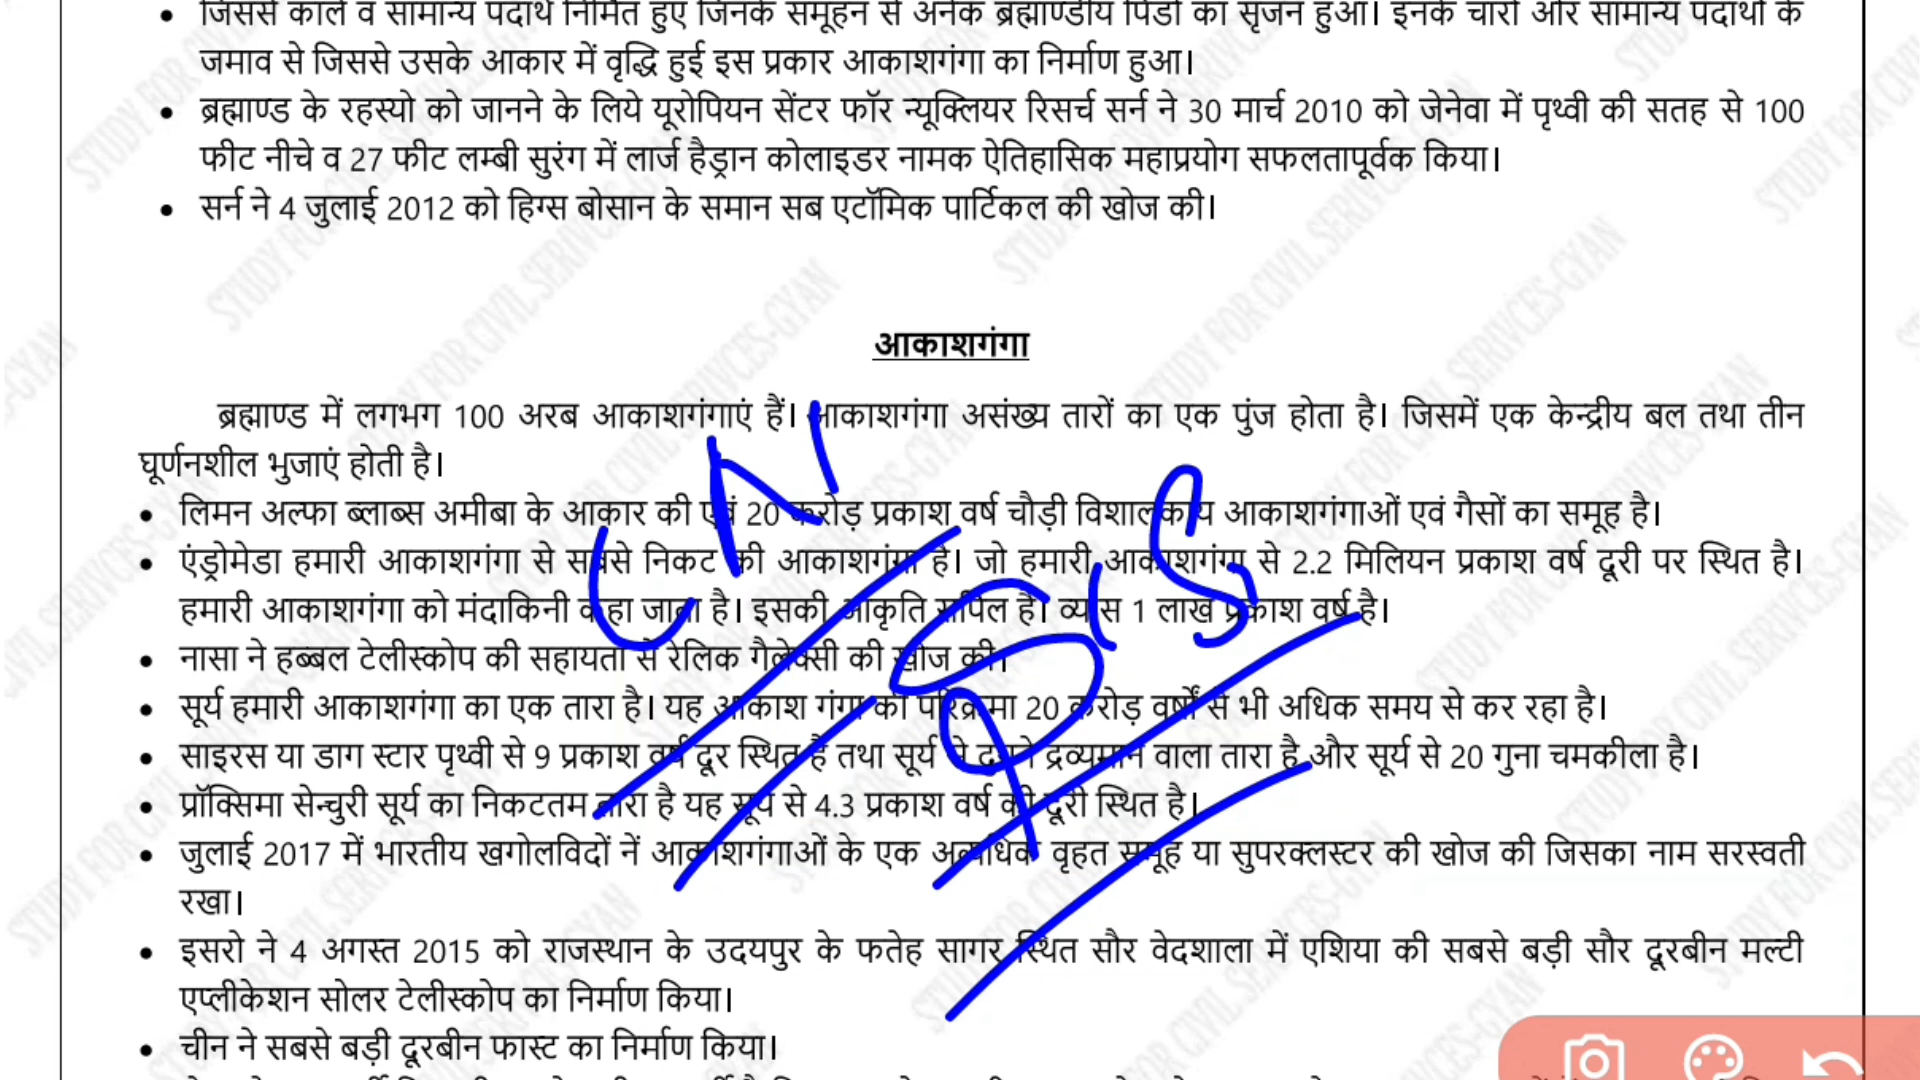 जिससे काले व सामान्य पदार्थ निर्मित हुए जिनके समूहन से अनेक ब्रह्माण्डीय पिंडों का सृजन हुआ। इनके चारों ओर सामान्य पदार्थों के
जमाव से जिससे उसके आकार में वृद्धि हुई इस प्रकार आकाशगंगा का निर्माण हुआ।
ब्रह्माण्ड के रहस्यो को जानने के लिये यूरोपियन सेंटर फॉर न्यूक्लियर रिसर्च सर्न ने 30 मार्च 2010 को जेनेवा में पृथ्वी की सतह से 100
फीट नीचे व 27 फीट लम्बी सुरंग में लार्ज हैड्रान कोलाइडर नामक ऐतिहासिक महाप्रयोग सफलतापूर्वक किया।
सर्न ने 4 जुलाई 2012 को हिग्स बोसान के समान सब एटॉमिक पार्टिकल की खोज की।
आकाशगंगा
ब्रह्माण्ड में लगभग 100 अरब आकाशगंगाएं हैं। आकाशगंगा असंख्य तारों का एक पुंज होता है। जिसमें एक केन्द्रीय बल तथा तीन
घूर्णनशील भुजाएं होती है।
लिमन अल्फा ब्लाब्स अमीबा के आकार की एवं 20 करोड़ प्रकाश वर्ष चौड़ी विशालकाय आकाशगंगाओं एवं गैसों का समूह है।
एंड्रोमेडा हमारी आकाशगंगा से सबसे निकट की आकाशगंगा है। जो हमारी आकाशगंगा से 2.2 मिलियन प्रकाश वर्ष दूरी पर स्थित है।
हमारी आकाशगंगा को मंदाकिनी कहा जाता है। इसकी आकृति सर्पिल है। व्यास 1 लाख प्रकाश वर्ष है।
नासा ने हब्बल टेलीस्कोप की सहायता से रेलिक गैलेक्सी की खोज की।
सूर्य हमारी आकाशगंगा का एक तारा है। यह आकाश गंगा की परिक्रमा 20 करोड़ वर्षों से भी अधिक समय से कर रहा है।
साइरस या डाग स्टार पृथ्वी से 9 प्रकाश वर्ष दूर स्थित है तथा सूर्य से दुगने द्रव्यमान वाला तारा है और सूर्य से 20 गुना चमकीला है।
प्रॉक्सिमा सेन्चुरी सूर्य का निकटतम तारा है यह सूर्य से 4.3 प्रकाश वर्ष की दूरी स्थित है।
जुलाई 2017 में भारतीय खगोलविदों नें आकाशगंगाओं के एक अत्यधिक वृहत समूह या सुपरक्लस्टर की खोज की जिसका नाम सरस्वती
रखा।
इसरो ने 4 अगस्त 2015 को राजस्थान के उदयपुर के फतेह सागर स्थित सौर वेदशाला में एशिया की सबसे बड़ी सौर दूरबीन मल्टी
एप्लीकेशन सोलर टेलीस्कोप का निर्माण किया।
चीन ने सबसे बड़ी दूरबीन फास्ट का निर्माण किया।
STUDY FOR CIVIL SERIVCES-GYAN